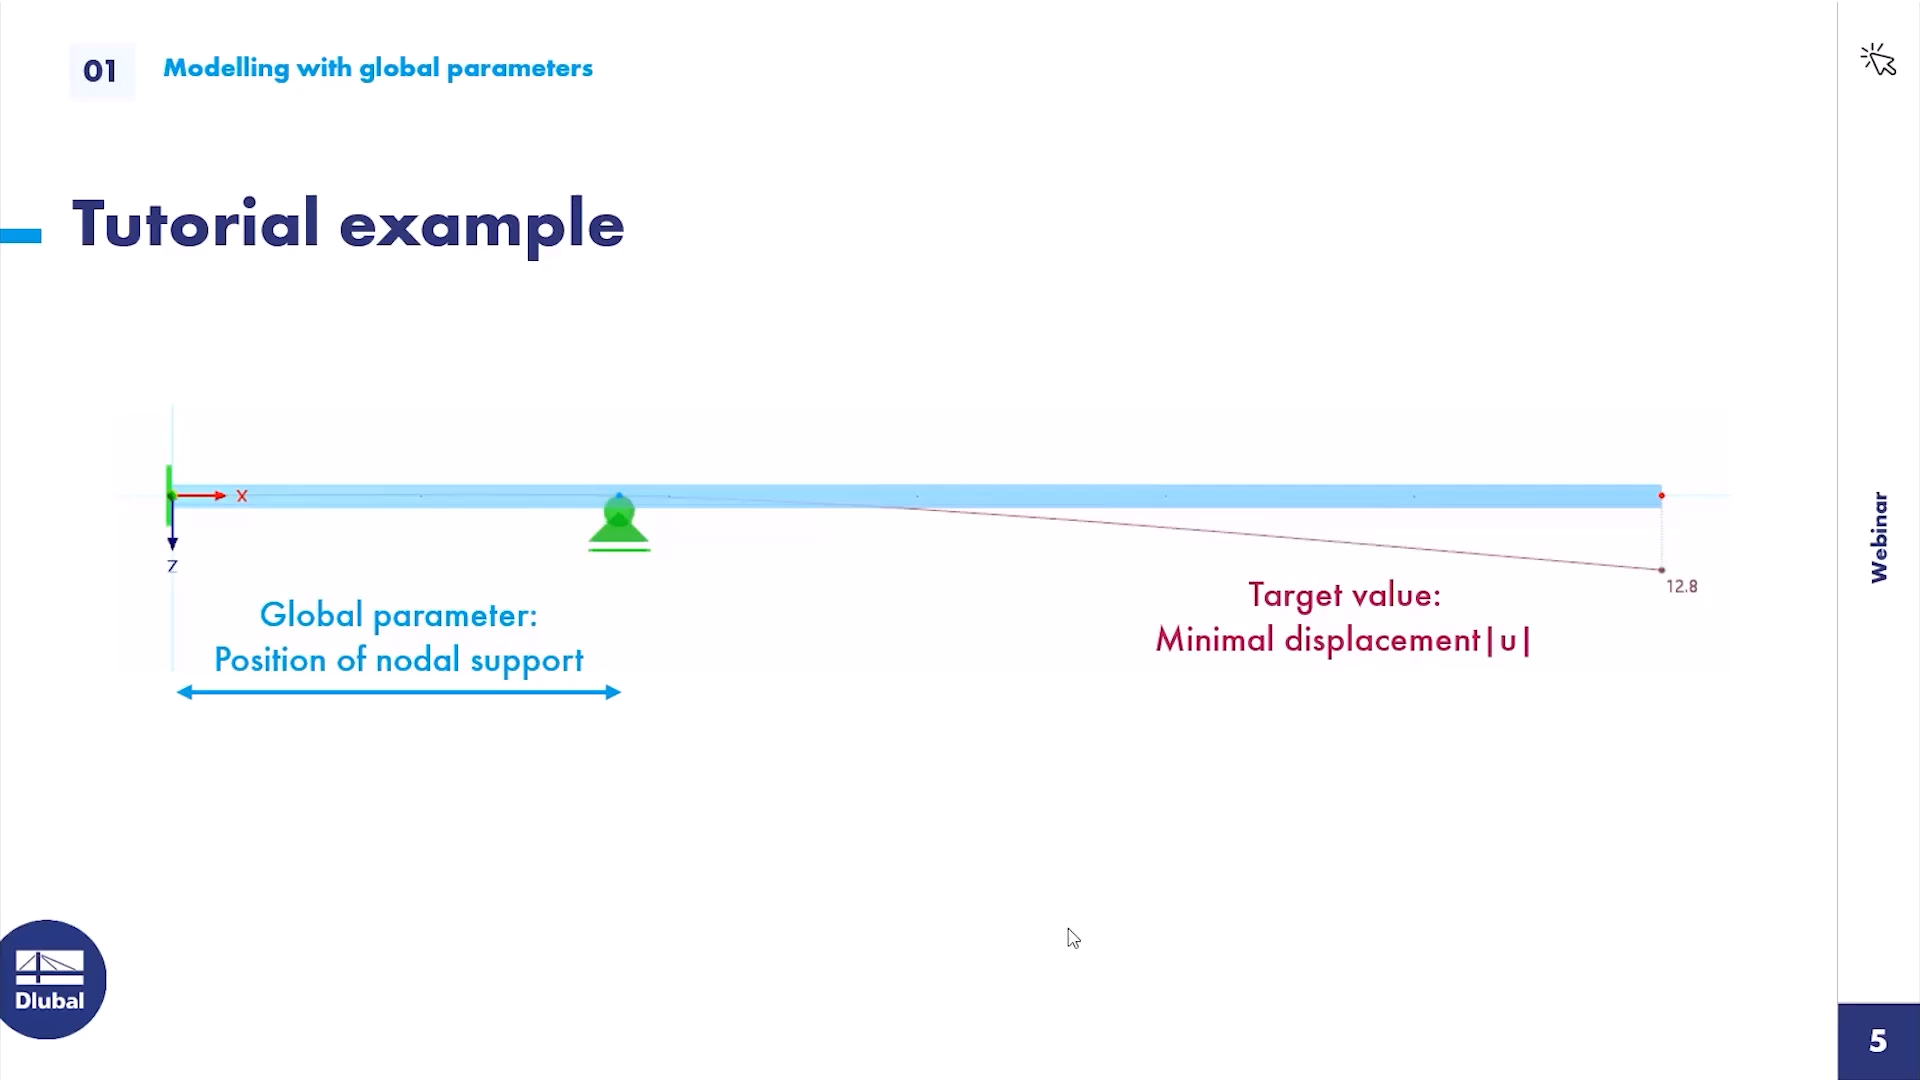 01
Modelling with global parameters
Tutorial example
X
Z
12.8
Global parameter:
Position of nodal support
Target value:
Minimal displacement|u|
Webinar
Dlubal
5